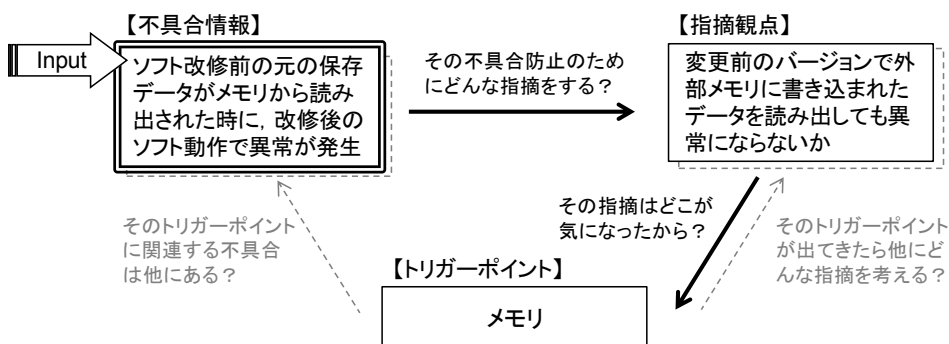 【不具合情報】
【指摘観点】
Input
ソフト改修前の元の保存
データがメモリから読み
出された時に，改修後の
ソフト動作で異常が発生
その不具合防止のため
にどんな指摘をする？
変更前のバージョンで外
部メモリに書き込まれた
データを読み出しても異
常にならないか
そのトリガーポイント
に関連する不具合
は他にある？
その指摘はどこが
気になったから？
そのトリガーポイント
が出てきたら他にど
んな指摘を考える？
【トリガーポイント】
メモリ